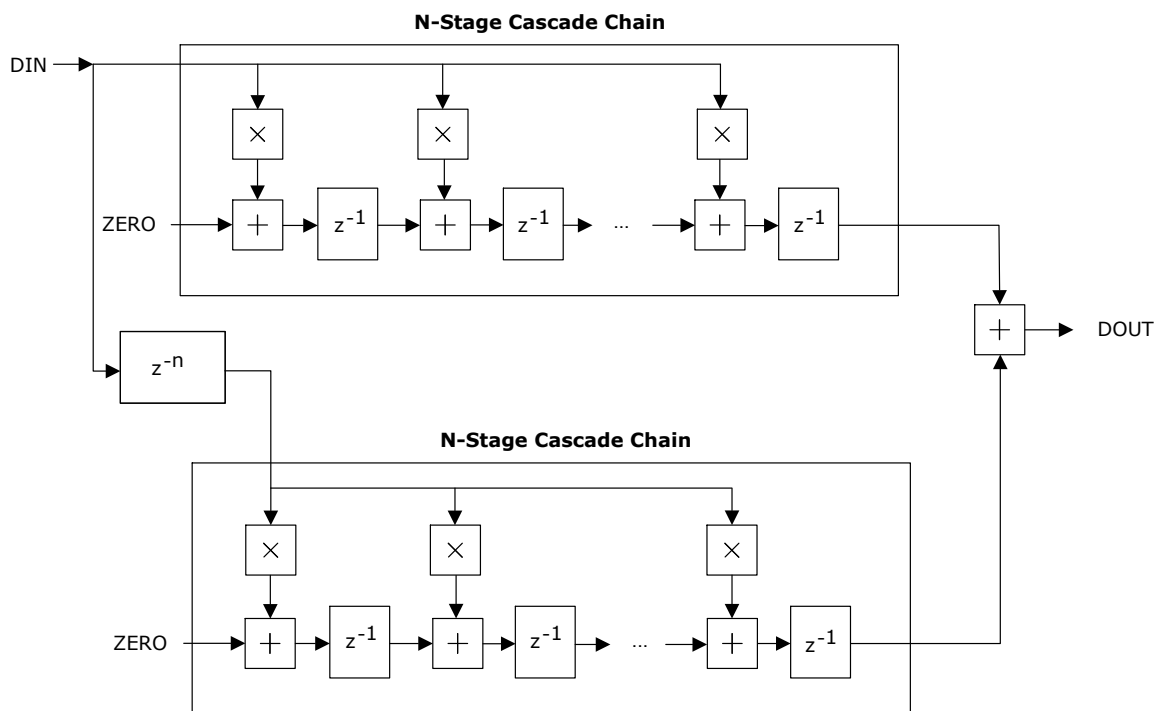 N-Stage Cascade Chain
DIN
×
×
×
ZERO
+
z-1
+
z-1
...
+
z-1
+
DOUT
z-n
N-Stage Cascade Chain
×
×
×
ZERO
+
z-1
+
z-1
...
+
z-1